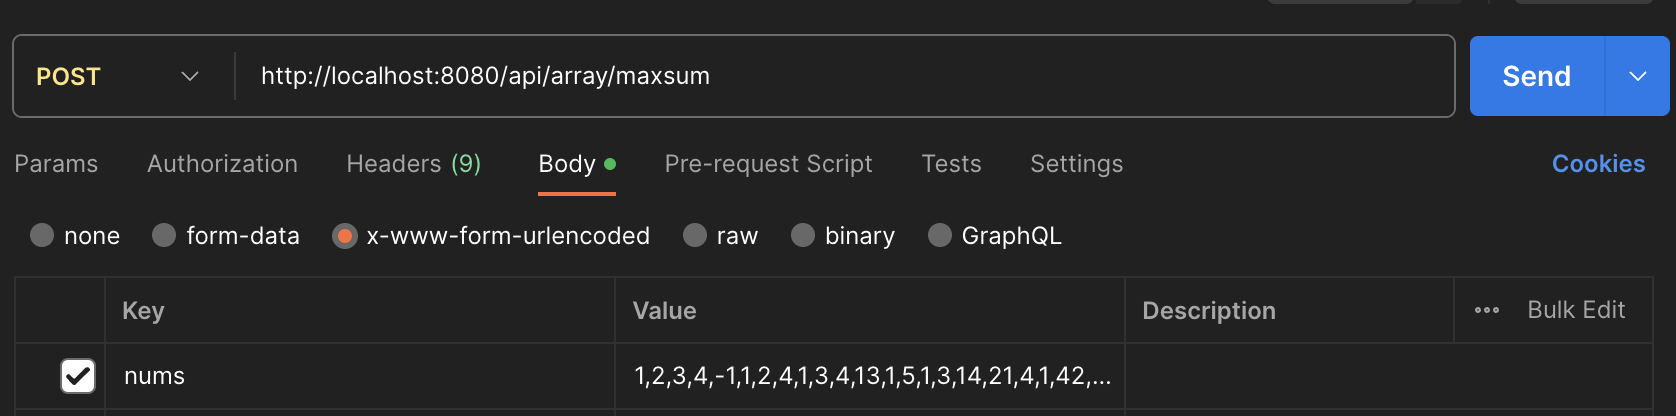 POST http://localhost:8080/api/array/maxsum Send
Params Authorization Headers (9) Body Pre-request Script Tests Settings Cookies
none form-data x-www-form-urlencoded raw binary GraphQL
Key Value Description Bulk Edit
nums 1,2,3,4,-1,1,2,4,1,3,4,13,1,5,1,3,14,21,4,1,42,...